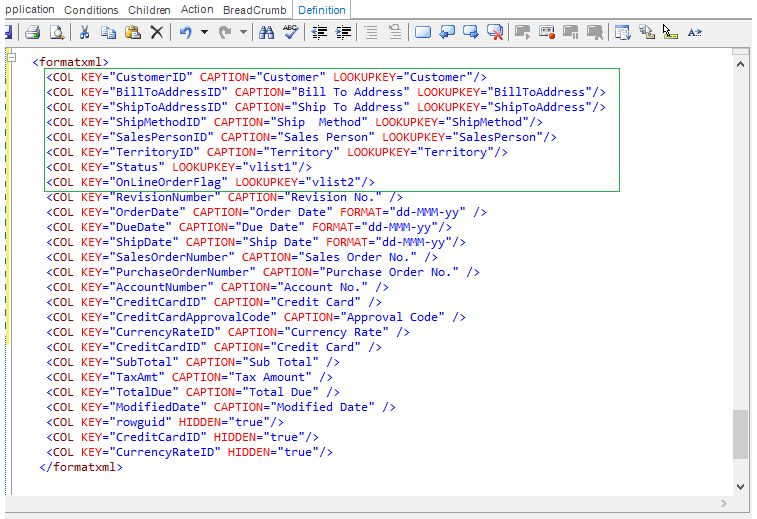 pplication Conditions Children Action BreadCrumb Definition
<formatxml>
<COL KEY="CustomerID" CAPTION="Customer" LOOKUPKEY="Customer"/>
<COL KEY="BillToAddressID" CAPTION="Bill To Address" LOOKUPKEY="BillToAddress"/>
<COL KEY="ShipToAddressID" CAPTION="Ship To Address" LOOKUPKEY="ShipToAddress"/>
<COL KEY="ShipMethodID" CAPTION="Ship  Method" LOOKUPKEY="ShipMethod"/>
<COL KEY="SalesPersonID" CAPTION="Sales Person" LOOKUPKEY="SalesPerson"/>
<COL KEY="TerritoryID" CAPTION="Territory" LOOKUPKEY="Territory"/>
<COL KEY="Status" LOOKUPKEY="vlist1"/>
<COL KEY="OnLineOrderFlag" LOOKUPKEY="vlist2"/>
<COL KEY="RevisionNumber" CAPTION="Revision No." />
<COL KEY="OrderDate" CAPTION="Order Date" FORMAT="dd-MMM-yy" />
<COL KEY="DueDate" CAPTION="Due Date" FORMAT="dd-MMM-yy"/>
<COL KEY="ShipDate" CAPTION="Ship Date" FORMAT="dd-MMM-yy"/>
<COL KEY="SalesOrderNumber" CAPTION="Sales Order No." />
<COL KEY="PurchaseOrderNumber" CAPTION="Purchase Order No." />
<COL KEY="AccountNumber" CAPTION="Account No." />
<COL KEY="CreditCardID" CAPTION="Credit Card" />
<COL KEY="CreditCardApprovalCode" CAPTION="Approval Code" />
<COL KEY="CurrencyRateID" CAPTION="Currency Rate" />
<COL KEY="CreditCardID" CAPTION="Credit Card" />
<COL KEY="SubTotal" CAPTION="Sub Total" />
<COL KEY="TaxAmt" CAPTION="Tax Amount" />
<COL KEY="TotalDue" CAPTION="Total Due" />
<COL KEY="ModifiedDate" CAPTION="Modified Date" />
<COL KEY="rowguid" HIDDEN="true"/>
<COL KEY="CreditCardID" HIDDEN="true"/>
<COL KEY="CurrencyRateID" HIDDEN="true"/>
</formatxml>